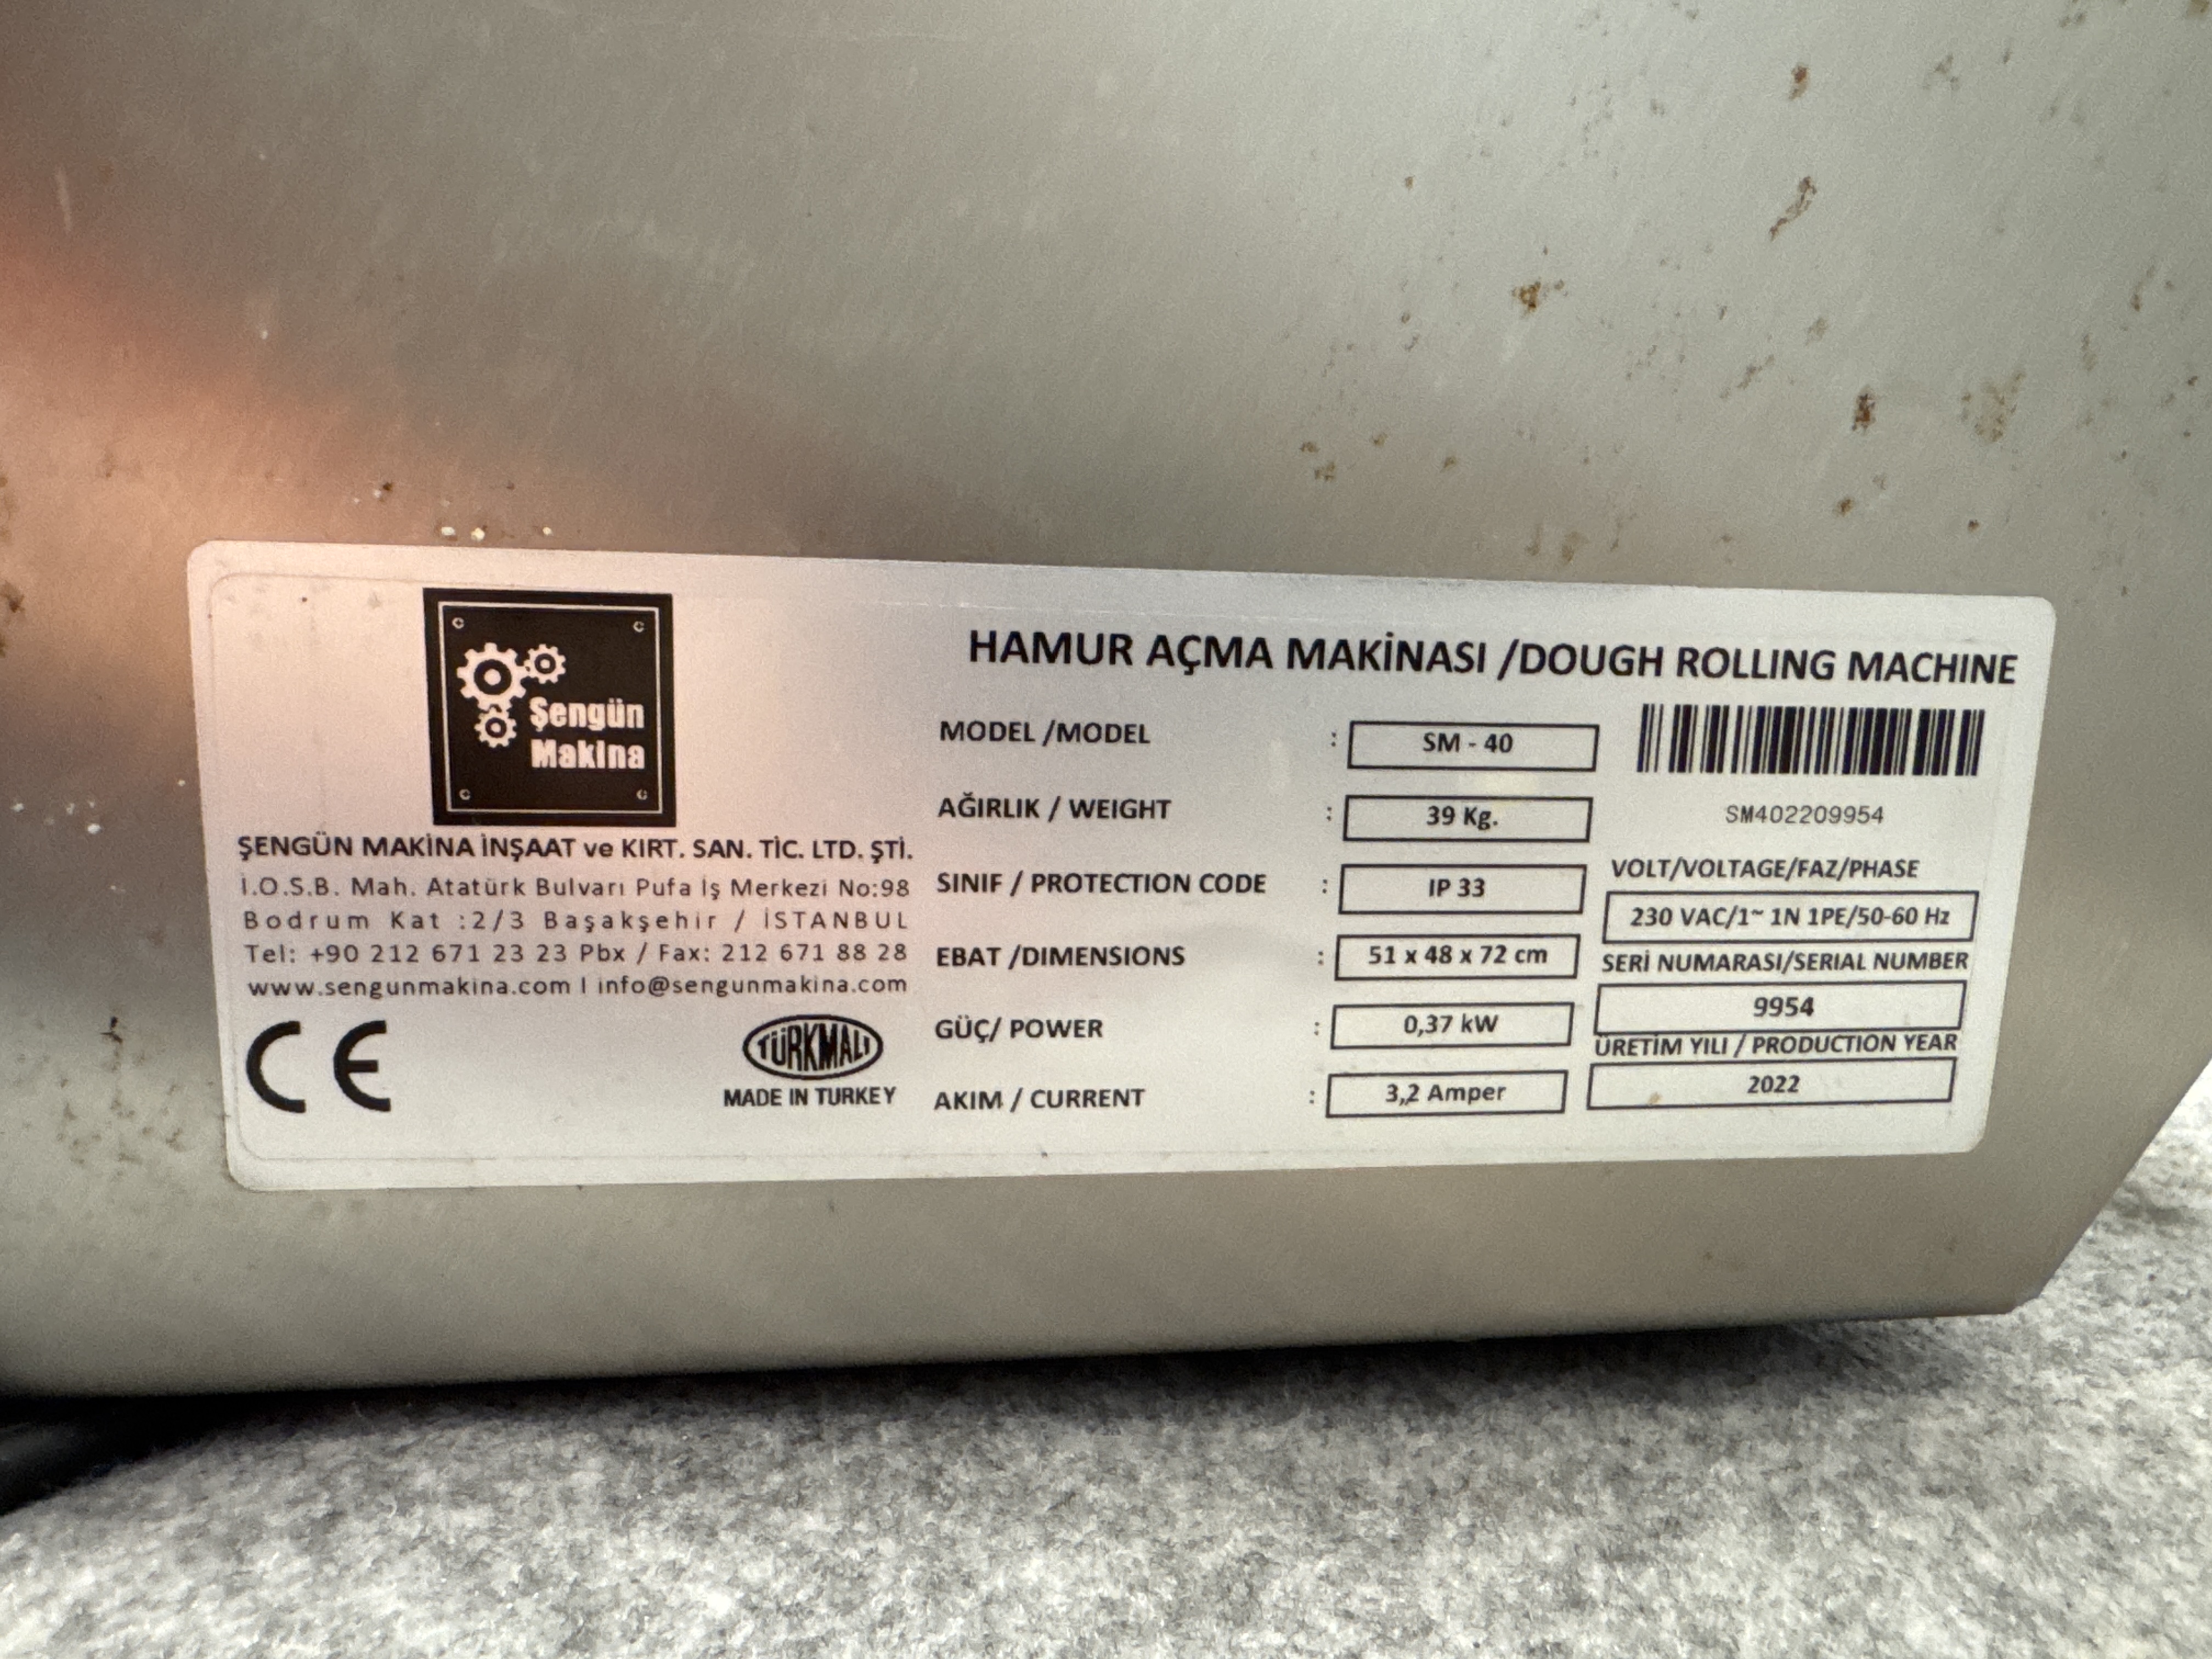 Şengün
Makina
ŞENGÜN MAKİNA İNŞAAT ve KIRT. SAN. TİC. LTD. ŞTİ.
İ.O.S.B. Mah. Atatürk Bulvarı Pufa İş Merkezi No:98
Bodrum Kat :2/3 Başakşehir / İSTANBUL
Tel: +90 212 671 23 23 Pbx / Fax: 212 671 88 28
www.sengunmakina.com I info@sengunmakina.com
CE
TÜRKMALI
MADE IN TURKEY
HAMUR AÇMA MAKİNASI /DOUGH ROLLING MACHINE
MODEL /MODEL : SM - 40
AĞIRLIK / WEIGHT : 39 Kg.
SINIF / PROTECTION CODE : IP 33
EBAT /DIMENSIONS : 51 x 48 x 72 cm
GÜÇ/ POWER : 0,37 kW
AKIM / CURRENT : 3,2 Amper
SM402209954
VOLT/VOLTAGE/FAZ/PHASE
230 VAC/1~ 1N 1PE/50-60 Hz
SERİ NUMARASI/SERIAL NUMBER
9954
ÜRETİM YILI / PRODUCTION YEAR
2022